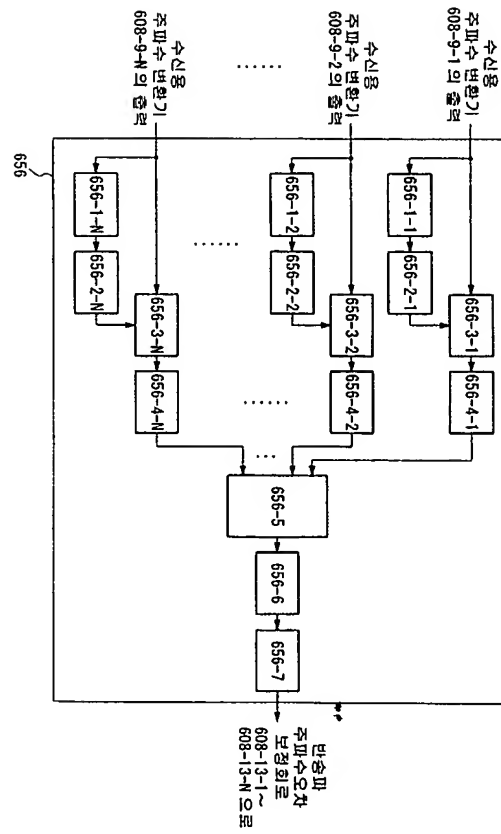 수신용
주파수 변환기
608-9-1의 출력
수신용
주파수 변환기
608-9-2의 출력
......
수신용
주파수 변환기
608-9-N의 출력
656
656-1-1
656-2-1
656-3-1
656-4-1
656-1-2
656-2-2
656-3-2
656-4-2
......
......
656-1-N
656-2-N
656-3-N
656-4-N
...
656-5
656-6
656-7
반송파
주파수오차
보정회로
608-13-1~
608-13-N으로